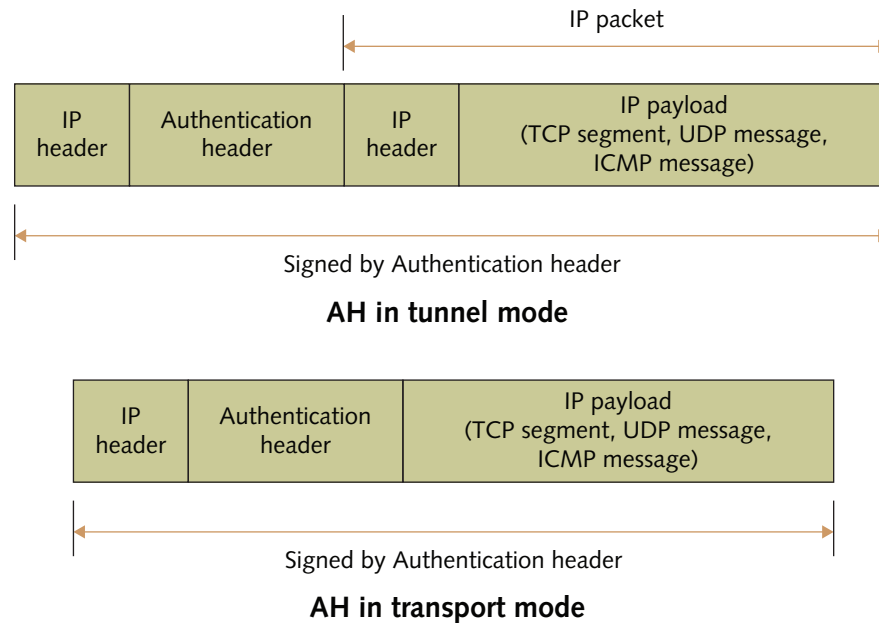 IP packet
IP
header
Authentication
header
IP
header
IP payload
(TCP segment, UDP message,
ICMP message)
Signed by Authentication header
AH in tunnel mode
IP
header
Authentication
header
IP payload
(TCP segment, UDP message,
ICMP message)
Signed by Authentication header
AH in transport mode